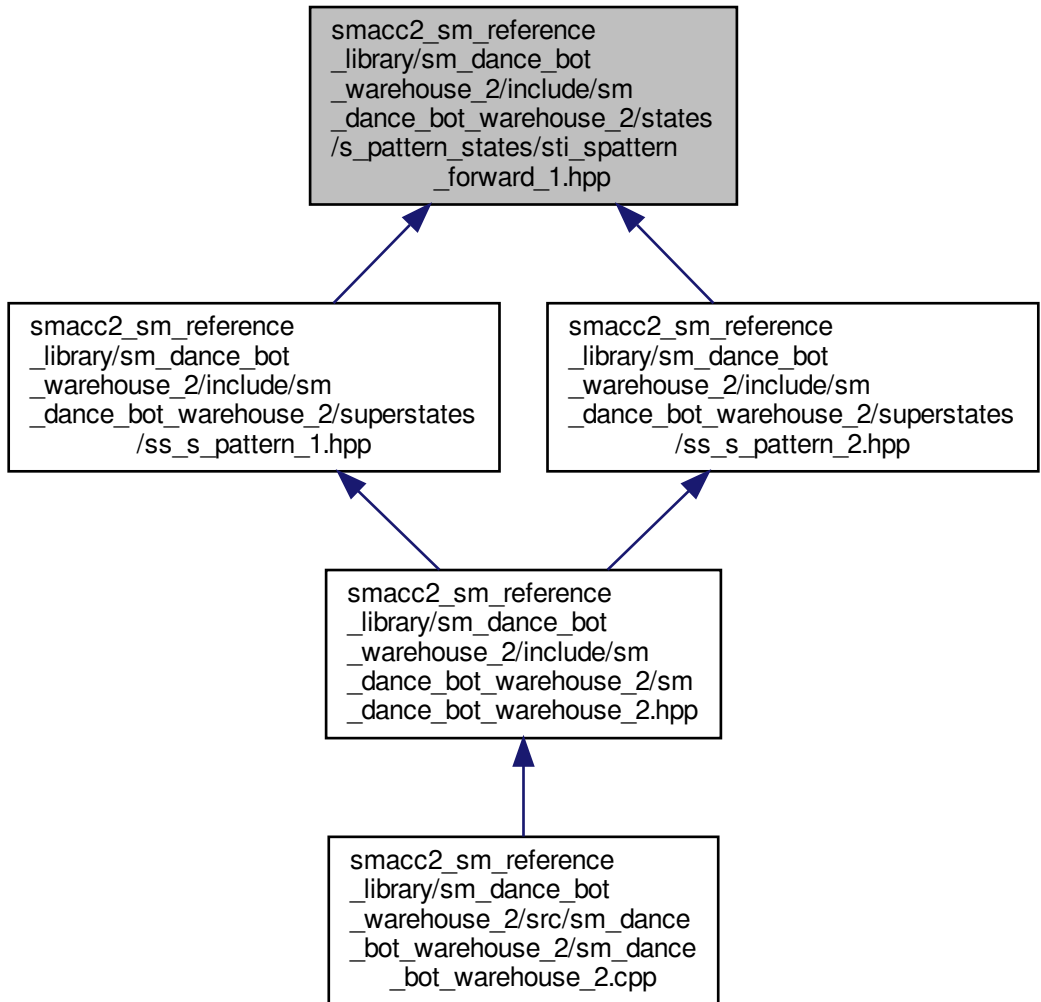 smacc2_sm_reference
_library/sm_dance_bot
_warehouse_2/include/sm
_dance_bot_warehouse_2/states
/s_pattern_states/sti_spattern
_forward_1.hpp
smacc2_sm_reference
_library/sm_dance_bot
_warehouse_2/include/sm
_dance_bot_warehouse_2/superstates
/ss_s_pattern_1.hpp
smacc2_sm_reference
_library/sm_dance_bot
_warehouse_2/include/sm
_dance_bot_warehouse_2/superstates
/ss_s_pattern_2.hpp
smacc2_sm_reference
_library/sm_dance_bot
_warehouse_2/include/sm
_dance_bot_warehouse_2/sm
_dance_bot_warehouse_2.hpp
smacc2_sm_reference
_library/sm_dance_bot
_warehouse_2/src/sm_dance
_bot_warehouse_2/sm_dance
_bot_warehouse_2.cpp